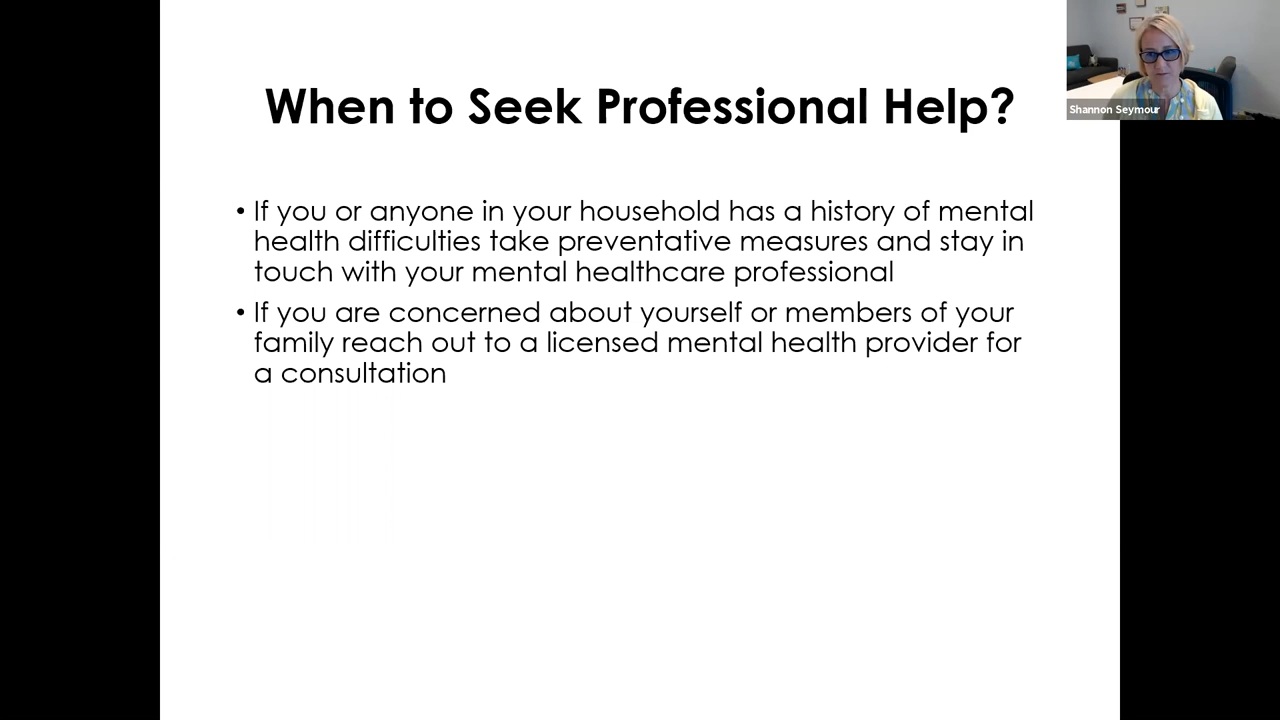 When to Seek Professional Help?
Shannon Seymour
• If you or anyone in your household has a history of mental
health difficulties take preventative measures and stay in
touch with your mental healthcare professional
• If you are concerned about yourself or members of your
family reach out to a licensed mental health provider for
a consultation